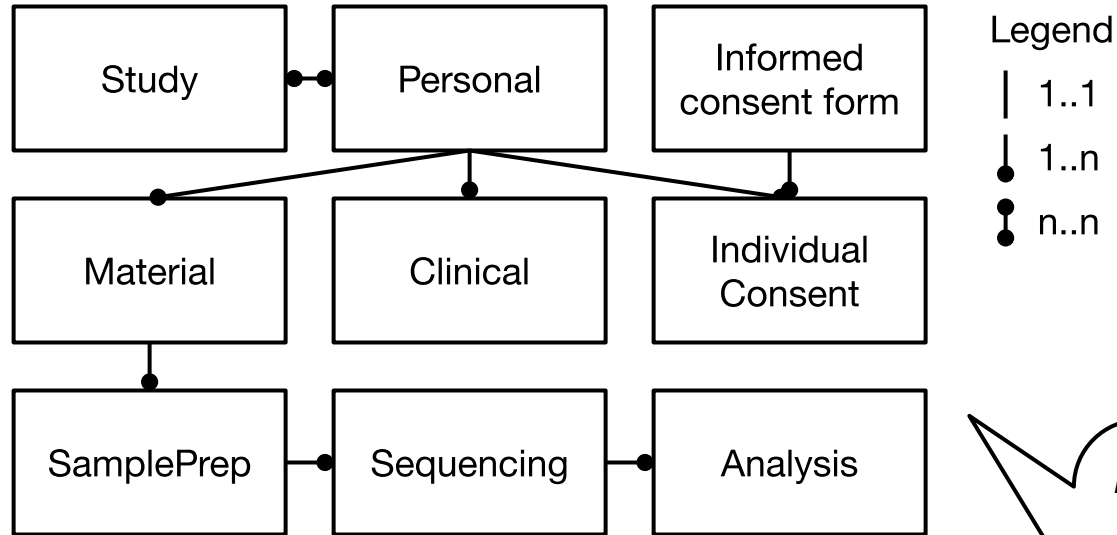 Study
Personal
Informed
consent form
Legend
1..1
1..n
n..n
Material
Clinical
Individual
Consent
SamplePrep
Sequencing
Analysis